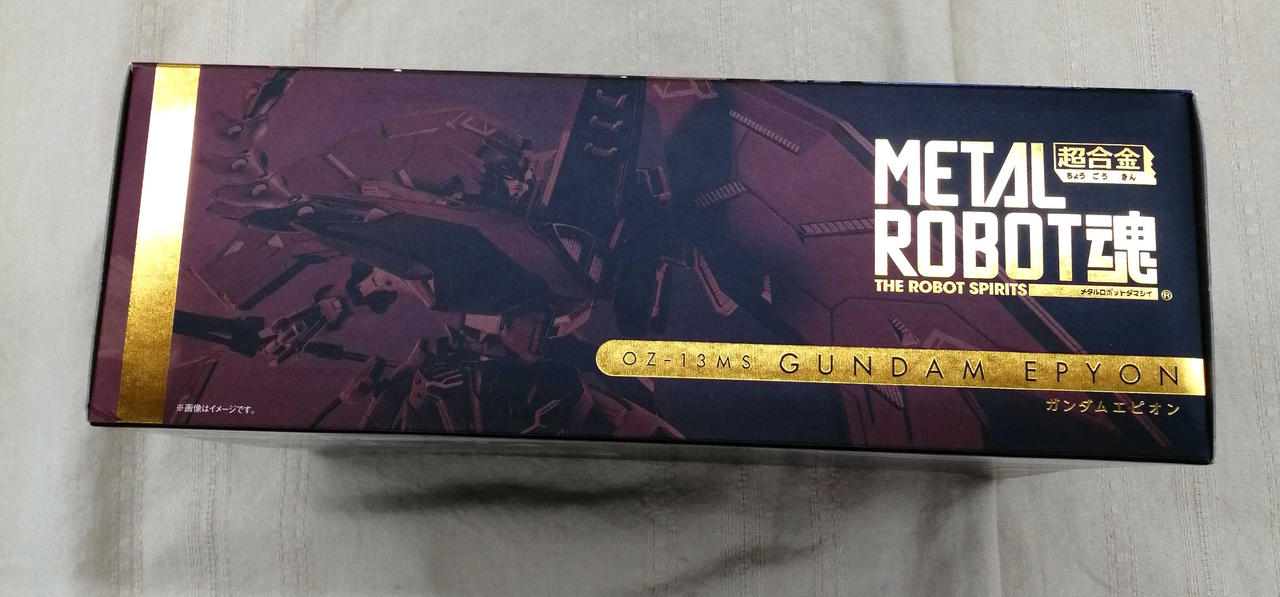 METAL 超合金
ちょう ごう きん
ROBOT魂
THE ROBOT SPIRITS メタルロボットダマシイ ®
OZ-13MS GUNDAM EPYON
ガンダムエピオン
※画像はイメージです。